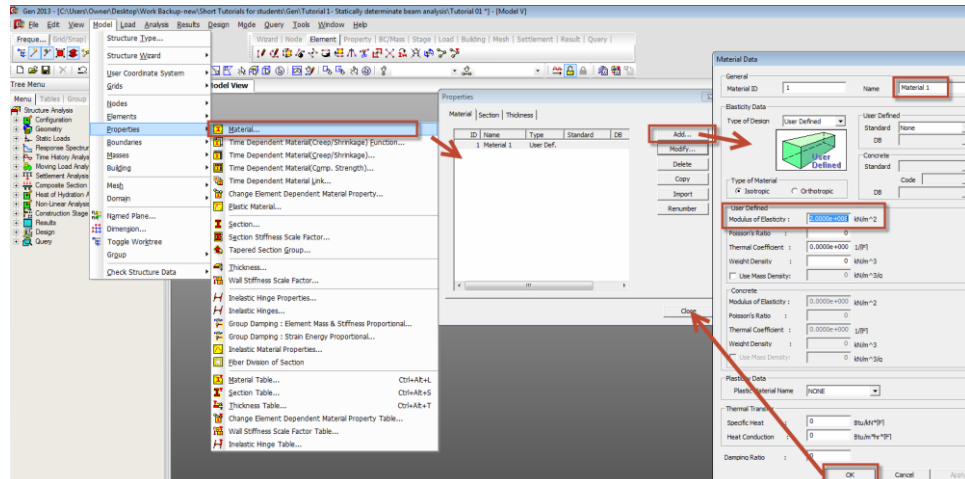 Gen 2013 - [C:\Users\Owner\Desktop\Work Backup-new\Short Tutorials for students\Gen\Tutorial 1- Statically determinate beam analysis\Tutorial 01 *] - [Model View]
File Edit View Model Load Analysis Results Design Mode Query Tools Window Help
Freque... Grid/Snap
Wizard Node Element Property BC/Mass Stage Load Building Mesh Settlement Result Query
Tree Menu
Menu Tables Group
Structure Analysis
Configuration
Geometry
Static Loads
Response Spectrum
Time History Analys
Moving Load Analy
Settlement Analysis
Composite Section
Heat of Hydration A
Non-Linear Analysis
Construction Stage
Results
Design
Query
Structure Type...
Structure Wizard
User Coordinate System
Grids
Nodes
Elements
Properties
Boundaries
Masses
Building
Mesh
Domain
Named Plane...
Dimension...
Toggle Worktree
Group
Check Structure Data
Model View
Material...
Time Dependent Material(Creep/Shrinkage) Function...
Time Dependent Material(Creep/Shrinkage)...
Time Dependent Material(Comp. Strength)...
Time Dependent Material Link...
Change Element Dependent Material Property...
Plastic Material...
Section...
Section Stiffness Scale Factor...
Tapered Section Group...
Thickness...
Wall Stiffness Scale Factor...
Inelastic Hinge Properties...
Inelastic Hinges...
Group Damping : Element Mass & Stiffness Proportional...
Group Damping : Strain Energy Proportional...
Inelastic Material Properties...
Fiber Division of Section
Material Table... Ctrl+Alt+L
Section Table... Ctrl+Alt+S
Thickness Table... Ctrl+Alt+T
Change Element Dependent Material Property Table...
Wall Stiffness Scale Factor Table...
Inelastic Hinge Table...
Properties
Material Section Thickness
ID Name Type Standard DB
1 Material 1 User Def.
Add...
Modify...
Delete
Copy
Import
Renumber
Close
Material Data
General
Material ID 1 Name Material 1
Elasticity Data
Type of Design User Defined
User Defined
Standard None
DB
User
Defined
Concrete
Standard
Code
DB
Type of Material
Isotropic Orthotropic
User Defined
Modulus of Elasticity : 2.0000e+008 kN/m^2
Poisson's Ratio : 0
Thermal Coefficient : 0.0000e+000 1/[F]
Weight Density : 0 kN/m^3
Use Mass Density: 0 kN/m^3/g
Concrete
Modulus of Elasticity : 0.0000e+000 kN/m^2
Poisson's Ratio : 0
Thermal Coefficient : 0.0000e+000 1/[F]
Weight Density : 0 kN/m^3
Use Mass Density: 0 kN/m^3/g
Plasticity Data
Plastic Material Name NONE
Thermal Transfer
Specific Heat : 0 Btu/kN*[F]
Heat Conduction : 0 Btu/m*hr*[F]
Damping Ratio : 0
OK Cancel Apply